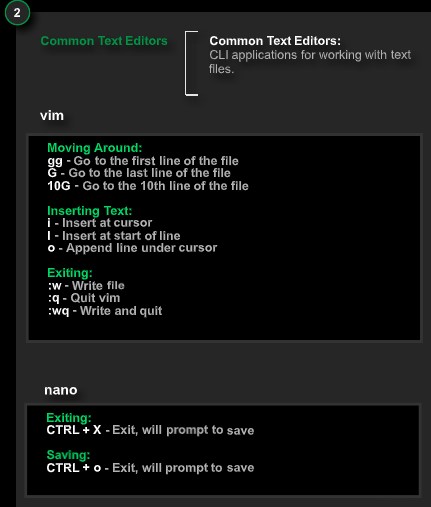 2
Common Text Editors
Common Text Editors:
CLI applications for working with text
files.
vim
Moving Around:
gg - Go to the first line of the file
G - Go to the last line of the file
10G - Go to the 10th line of the file
Inserting Text:
i - Insert at cursor
I - Insert at start of line
o - Append line under cursor
Exiting:
:w - Write file
:q - Quit vim
:wq - Write and quit
nano
Exiting:
CTRL + X - Exit, will prompt to save
Saving:
CTRL + o - Exit, will prompt to save